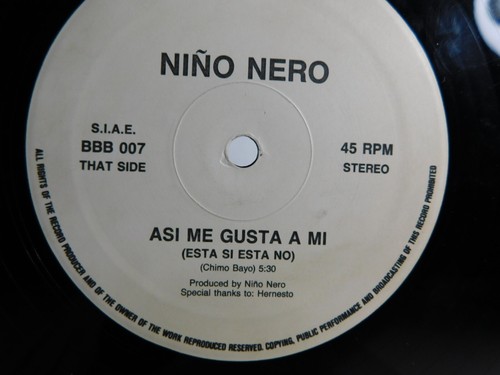 NIÑO NERO
S.I.A.E.
BBB 007
THAT SIDE
45 RPM
STEREO
ASI ME GUSTA A MI
(ESTA SI ESTA NO)
(Chimo Bayo) 5:30
Produced by Niño Nero
Special thanks to: Hernesto
ALL RIGHTS OF THE RECORD PRODUCER AND OF THE OWNER OF THE WORK REPRODUCED RESERVED. COPYING, PUBLIC PERFORMANCE AND BROADCASTING OF THIS RECORD PROHIBITED